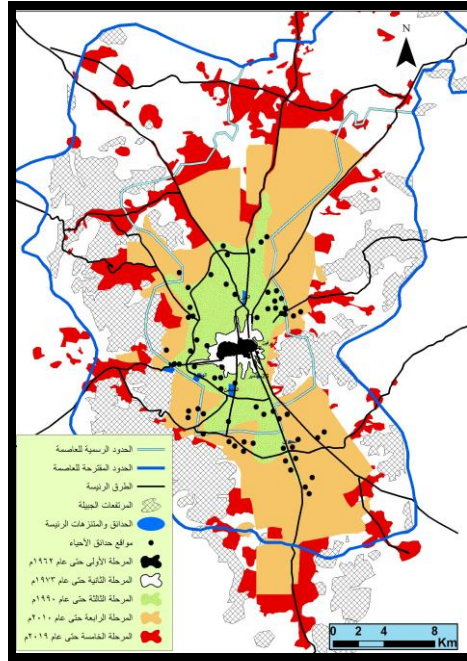 N
الحدود الرسمية للعاصمة
الحدود المقترحة للعاصمة
الطرق الرئيسة
المرتفعات الجبيلة
الحدائق والمتنزهات الرئيسة
مواقع حدائق الأحياء
المرحلة الأولى حتى عام ١٩٦٢م
المرحلة الثانية حتى عام ١٩٧٣م
المرحلة الثالثة حتى عام ١٩٩٠م
المرحلة الرابعة حتى عام ٢٠١٠م
المرحلة الخامسة حتى عام ٢٠١٩م
0 2 4 8
Km